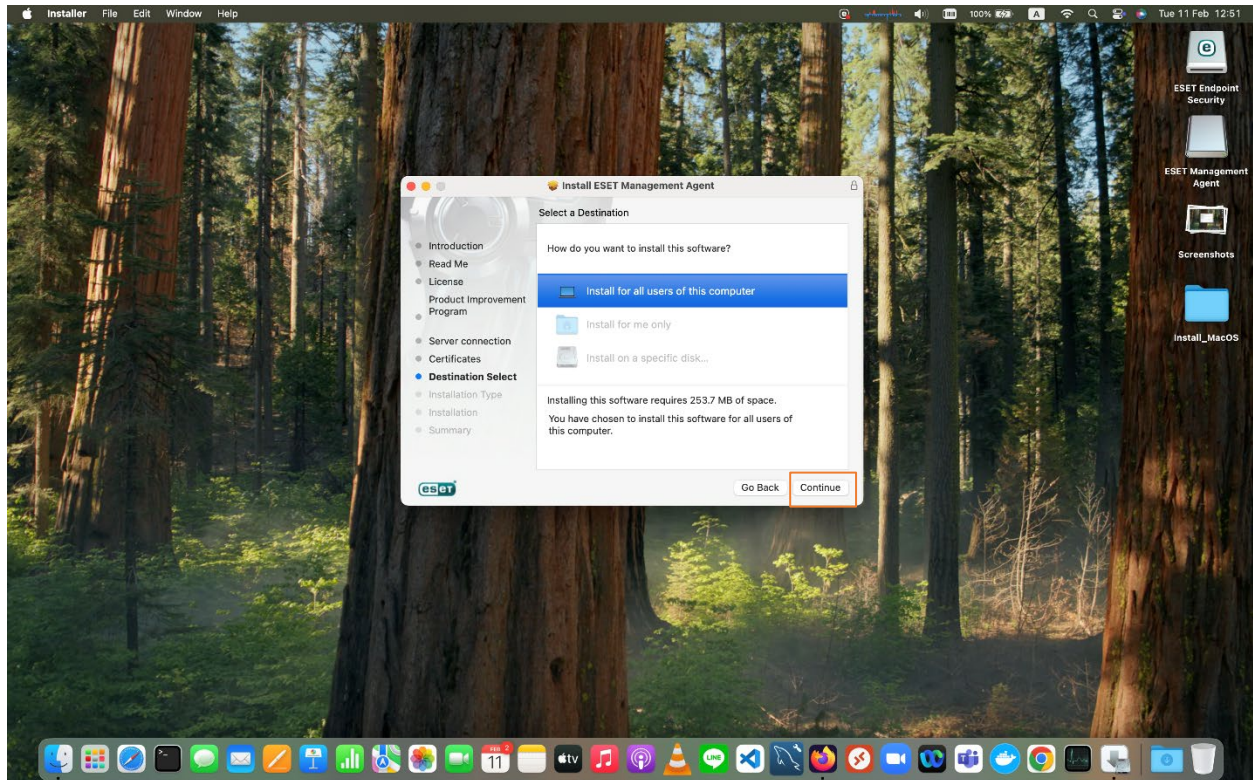 Installer File Edit Window Help
100% A Tue 11 Feb 12:51
ESET Endpoint
Security
ESET Management
Agent
Screenshots
Install_MacOS
Install ESET Management Agent
Select a Destination
Introduction
Read Me
License
Product Improvement
Program
Server connection
Certificates
Destination Select
Installation Type
Installation
Summary
How do you want to install this software?
Install for all users of this computer
Install for me only
Install on a specific disk...
Installing this software requires 253.7 MB of space.
You have chosen to install this software for all users of
this computer.
eset
Go Back Continue
FEB 2
11
tv
LINE